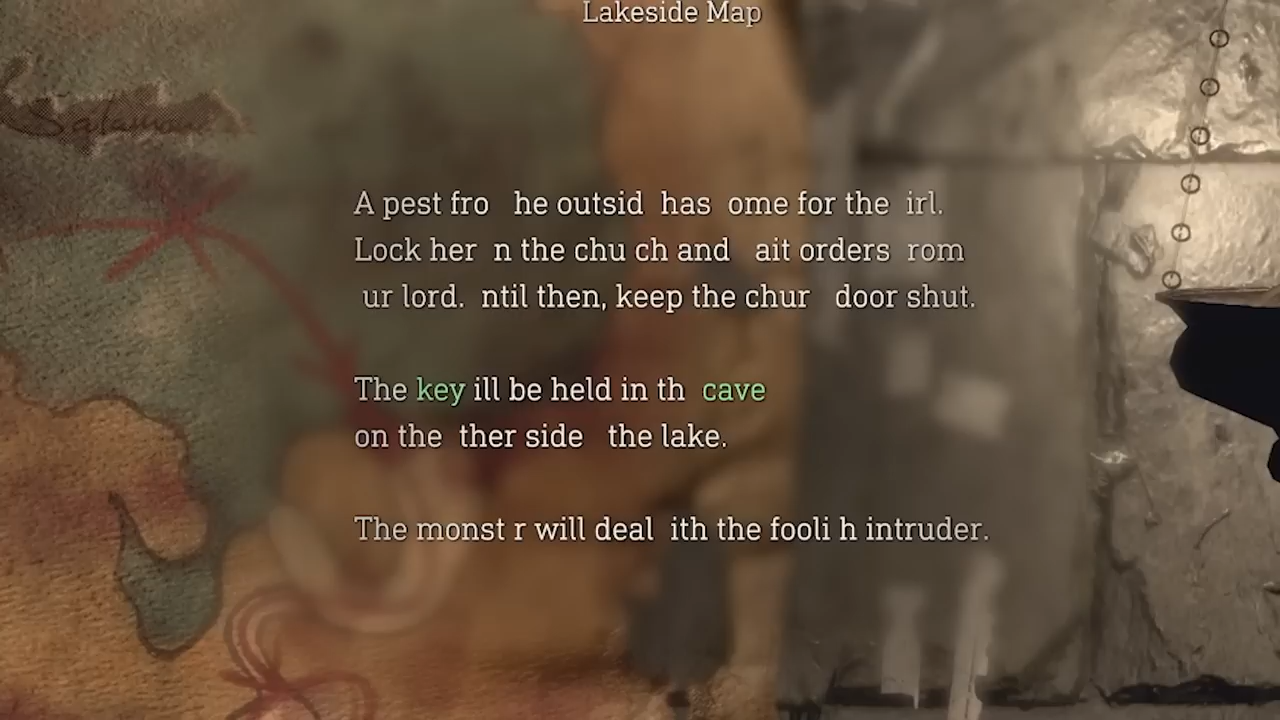 Lakeside Map
A pest fro he outsid has ome for the irl.
Lock her n the chu ch and ait orders rom
ur lord. ntil then, keep the chur door shut.
The key ill be held in th cave
on the ther side the lake.
The monst r will deal ith the fooli h intruder.